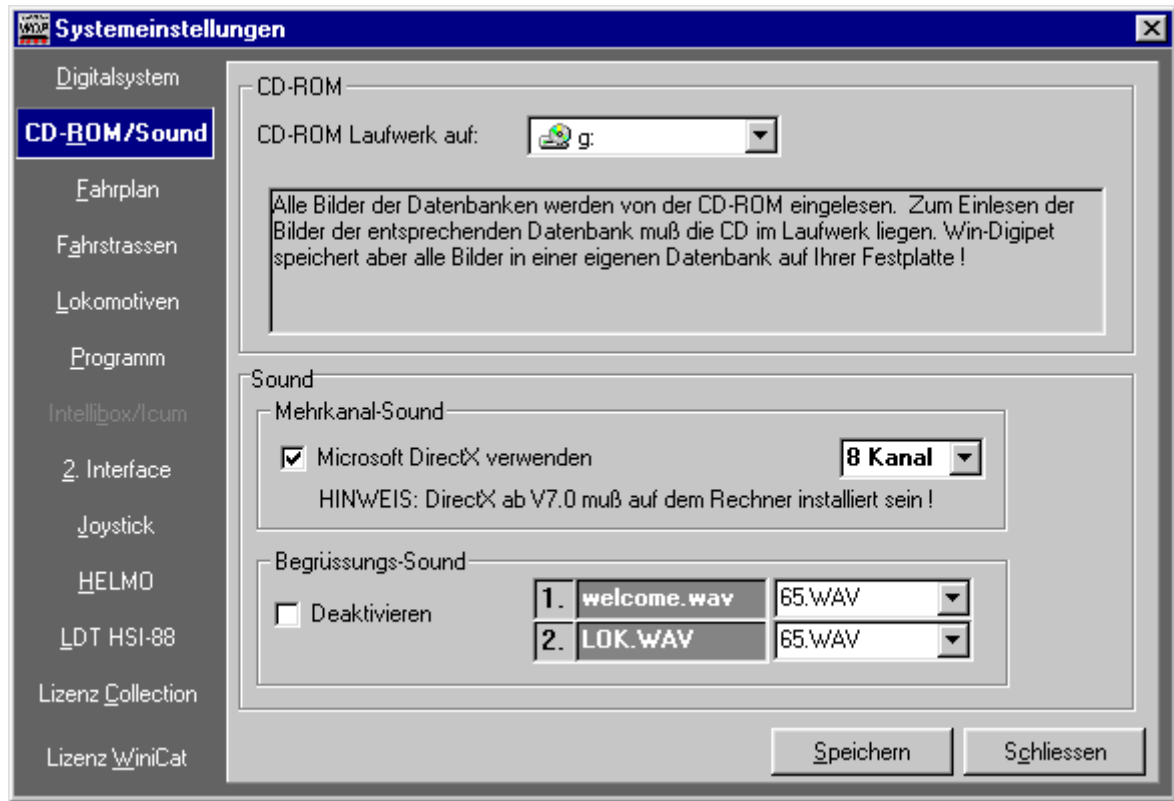 Systemeinstellungen
Digitalsystem
CD-ROM/Sound
Fahrplan
Fahrstrassen
Lokomotiven
Programm
Intellibox/Icum
2. Interface
Joystick
HELMO
LDT HSI-88
Lizenz Collection
Lizenz WiniCat
CD-ROM
CD-ROM Laufwerk auf: g:
Alle Bilder der Datenbanken werden von der CD-ROM eingelesen. Zum Einlesen der
Bilder der entsprechenden Datenbank muß die CD im Laufwerk liegen. Win-Digipet
speichert aber alle Bilder in einer eigenen Datenbank auf Ihrer Festplatte !
Sound
Mehrkanal-Sound
Microsoft DirectX verwenden 8 Kanal
HINWEIS: DirectX ab V7.0 muß auf dem Rechner installiert sein !
Begrüssungs-Sound
Deaktivieren
1. welcome.wav 65.WAV
2. LOK.WAV 65.WAV
Speichern Schliessen